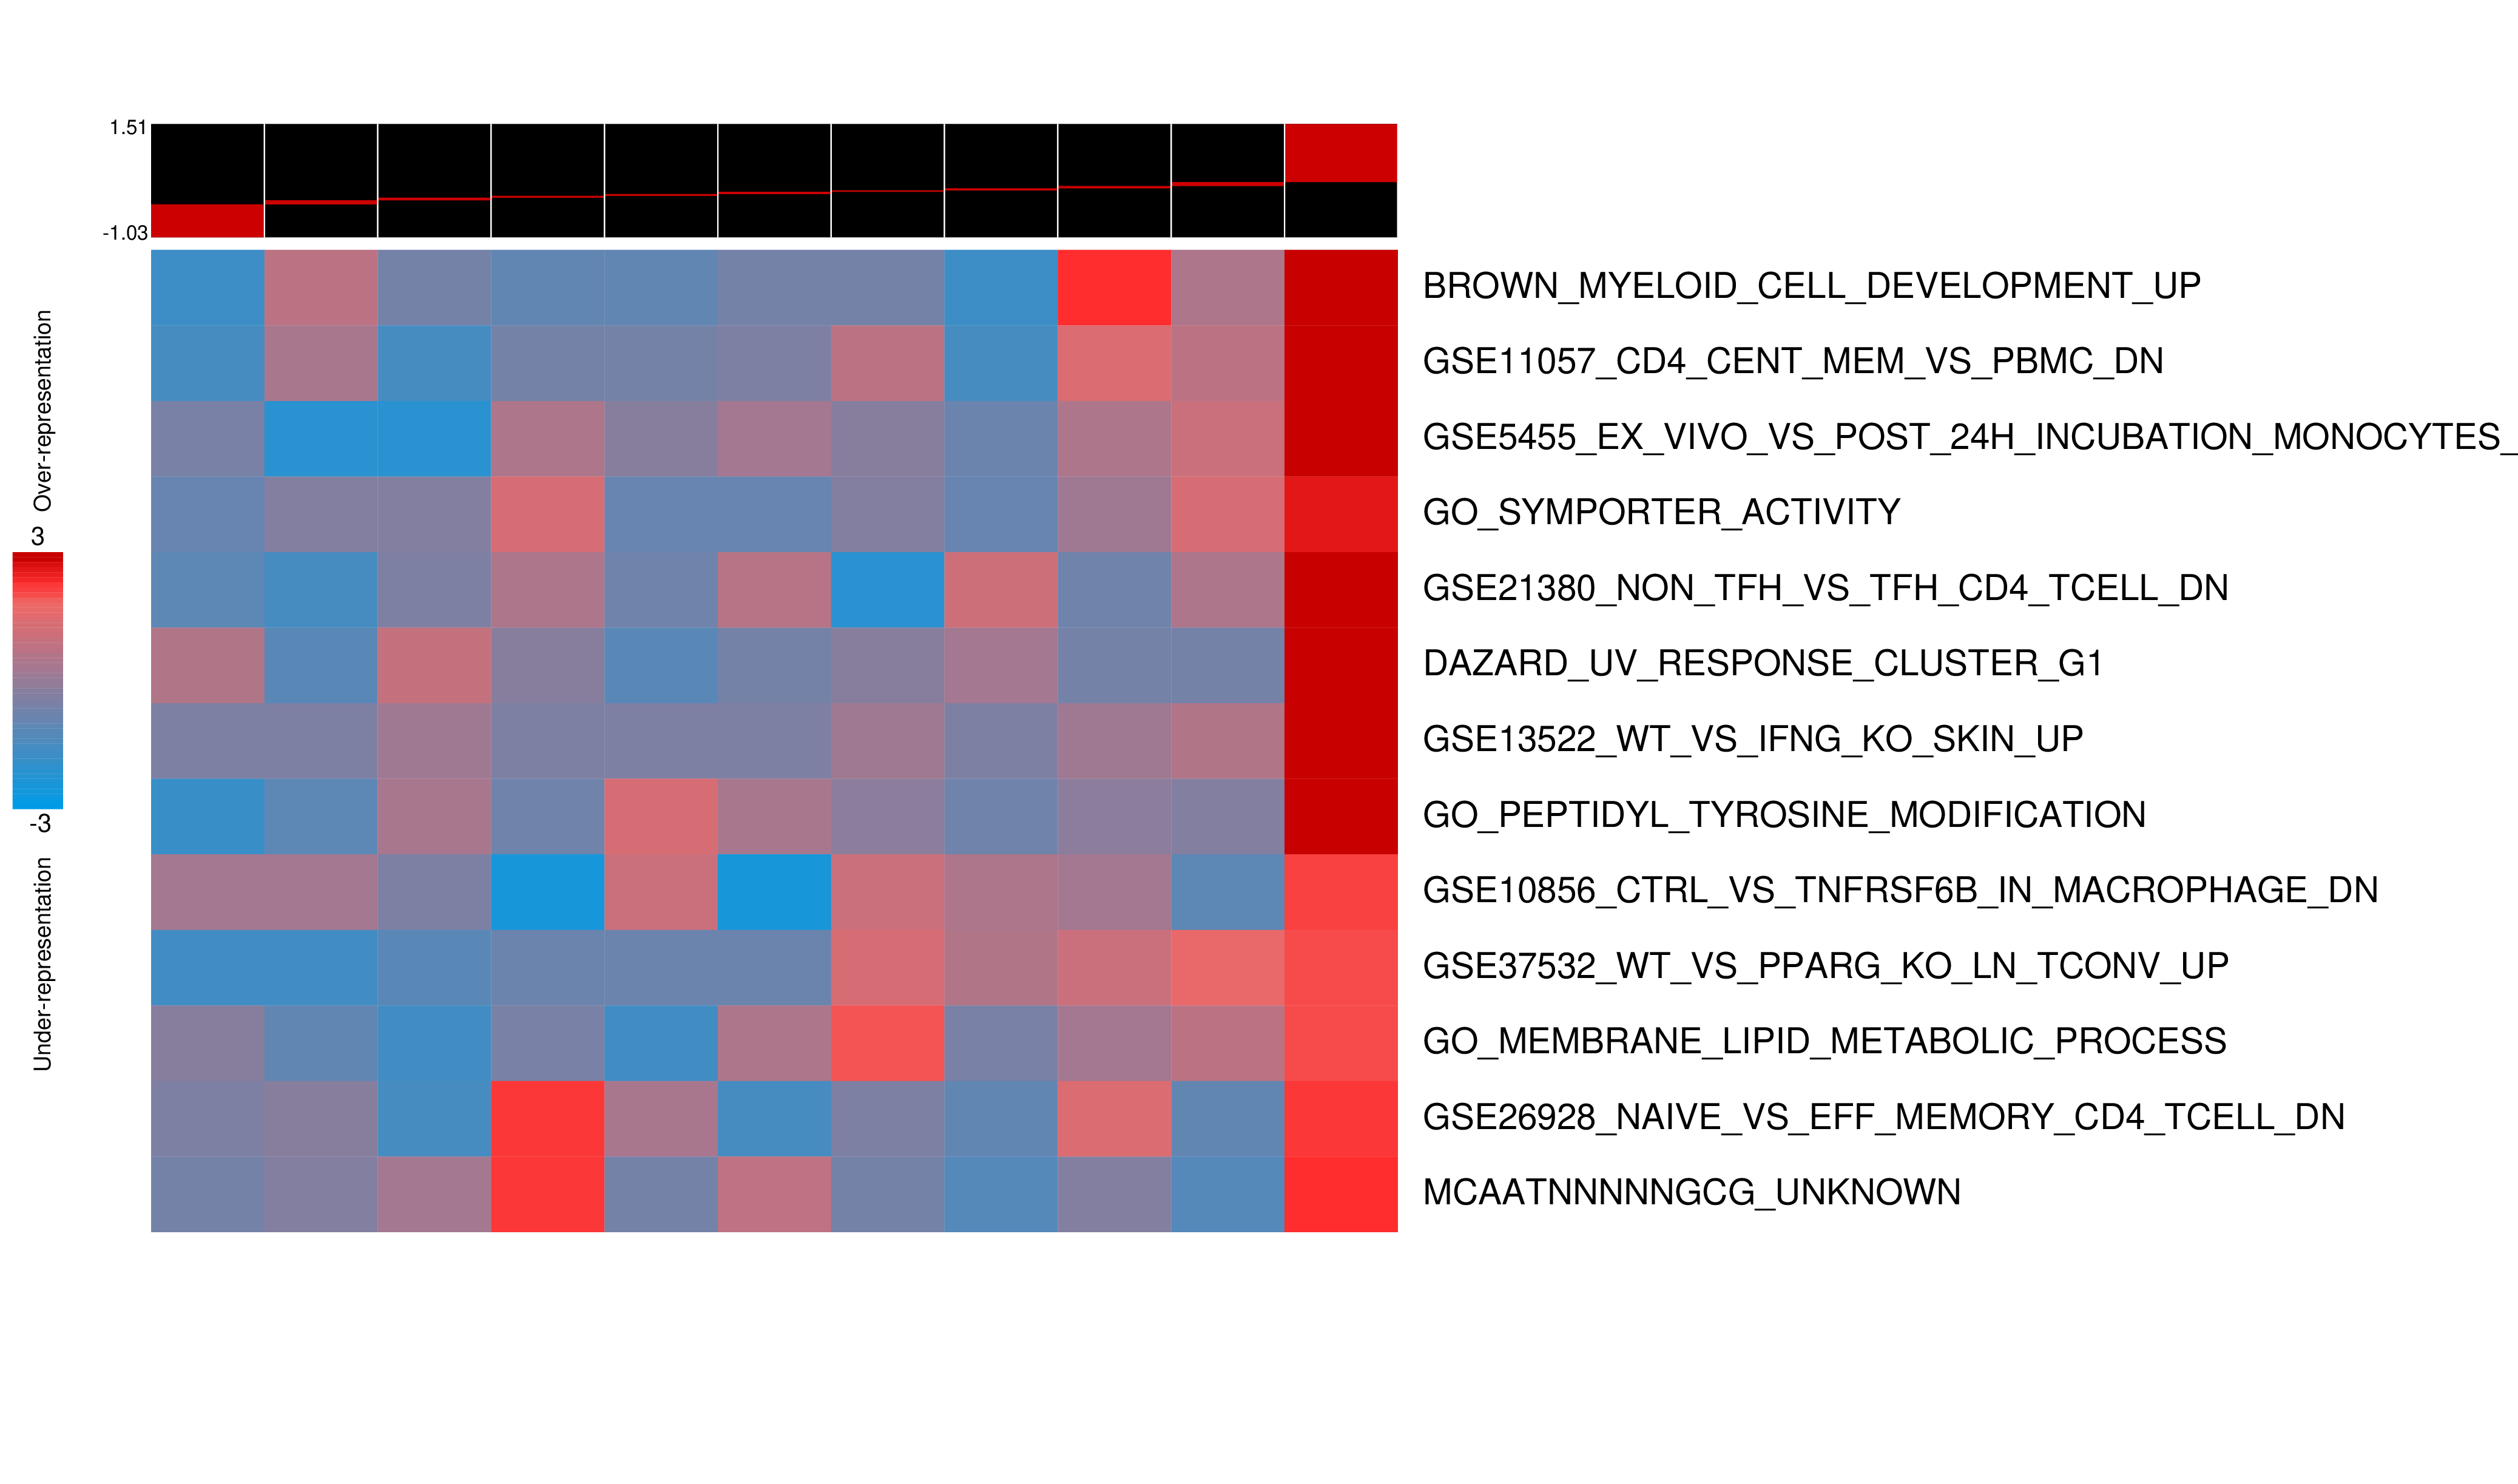 1.51
-1.03
Over-representation
3
-3
Under-representation
BROWN_MYELOID_CELL_DEVELOPMENT_UP
GSE11057_CD4_CENT_MEM_VS_PBMC_DN
GSE5455_EX_VIVO_VS_POST_24H_INCUBATION_MONOCYTES_
GO_SYMPORTER_ACTIVITY
GSE21380_NON_TFH_VS_TFH_CD4_TCELL_DN
DAZARD_UV_RESPONSE_CLUSTER_G1
GSE13522_WT_VS_IFNG_KO_SKIN_UP
GO_PEPTIDYL_TYROSINE_MODIFICATION
GSE10856_CTRL_VS_TNFRSF6B_IN_MACROPHAGE_DN
GSE37532_WT_VS_PPARG_KO_LN_TCONV_UP
GO_MEMBRANE_LIPID_METABOLIC_PROCESS
GSE26928_NAIVE_VS_EFF_MEMORY_CD4_TCELL_DN
MCAATNNNNNGCG_UNKNOWN